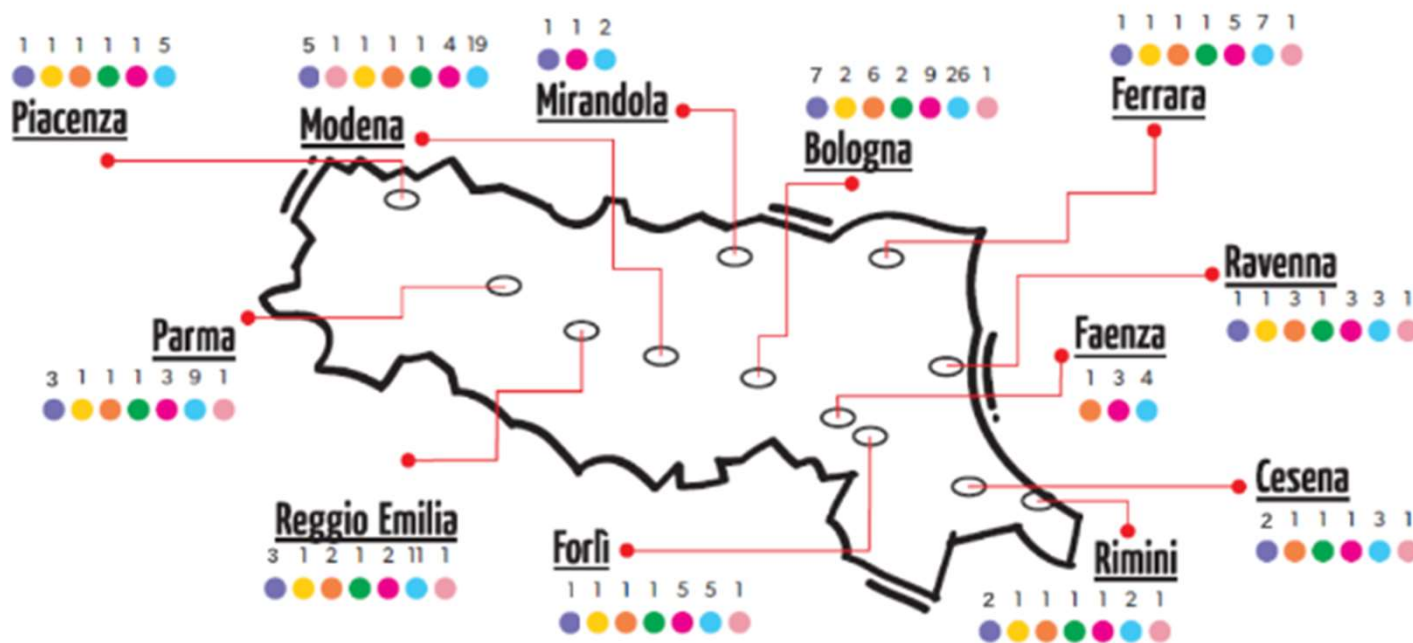 1 1 1 1 1 5
Piacenza
5 1 1 1 1 4 19
Modena
1 1 2
Mirandola
7 2 6 2 9 26 1
Bologna
1 1 1 1 5 7 1
Ferrara
Ravenna
1 1 3 1 3 3 1
Parma
3 1 1 1 3 9 1
Faenza
1 3 4
Cesena
2 1 1 1 3 1
Reggio Emilia
3 1 2 1 2 11 1
Forlì
1 1 1 1 5 5 1
Rimini
2 1 1 1 1 2 1